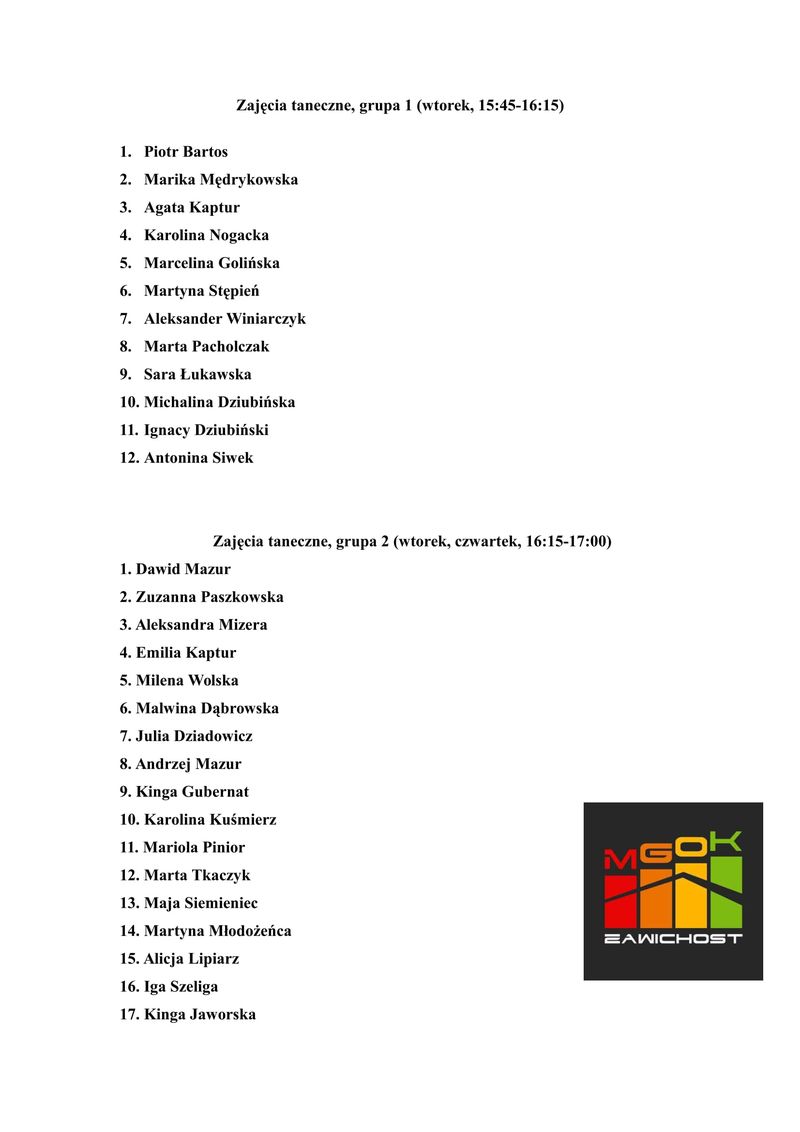 Zajęcia taneczne, grupa 1 (wtorek, 15:45-16:15)
1. Piotr Bartos
2. Marika Mędrykowska
3. Agata Kaptur
4. Karolina Nogacka
5. Marcelina Golińska
6. Martyna Stępień
7. Aleksander Winiarczyk
8. Marta Pacholczak
9. Sara Łukawska
10. Michalina Dziubińska
11. Ignacy Dziubiński
12. Antonina Siwek
Zajęcia taneczne, grupa 2 (wtorek, czwartek, 16:15-17:00)
1. Dawid Mazur
2. Zuzanna Paszkowska
3. Aleksandra Mizera
4. Emilia Kaptur
5. Milena Wolska
6. Malwina Dąbrowska
7. Julia Dziadowicz
8. Andrzej Mazur
9. Kinga Gubernat
10. Karolina Kuśmierz
11. Mariola Pinior
12. Marta Tkaczyk
13. Maja Siemieniec
14. Martyna Młodożeńca
15. Alicja Lipiarz
16. Iga Szeliga
17. Kinga Jaworska
MGOK
ZAWICHOST